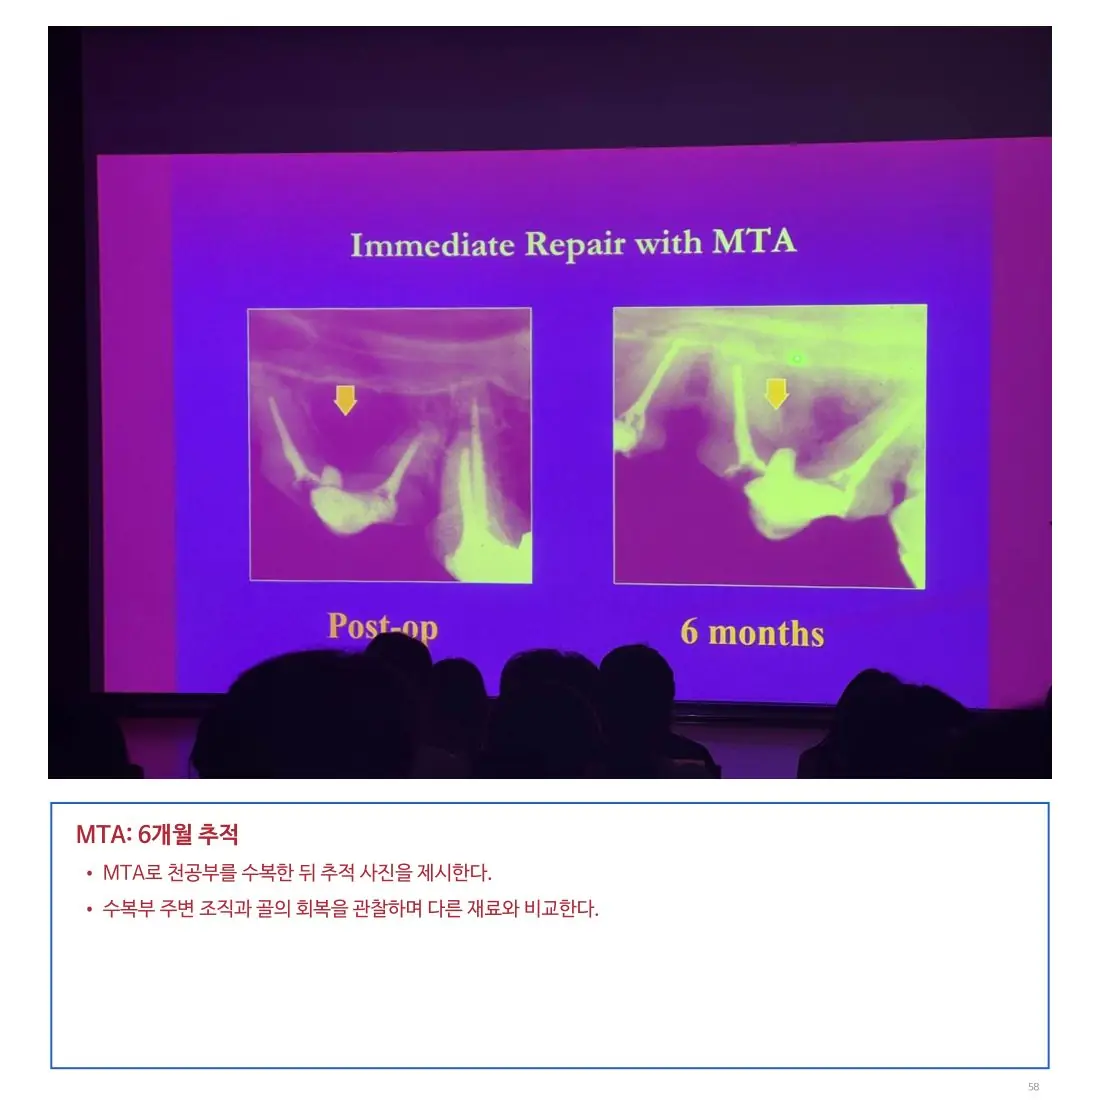 Immediate Repair with MTA
Post-op
6 months
MTA: 6개월 추적
• MTA로 천공부를 수복한 뒤 추적 사진을 제시한다.
• 수복부 주변 조직과 골의 회복을 관찰하며 다른 재료와 비교한다.
58